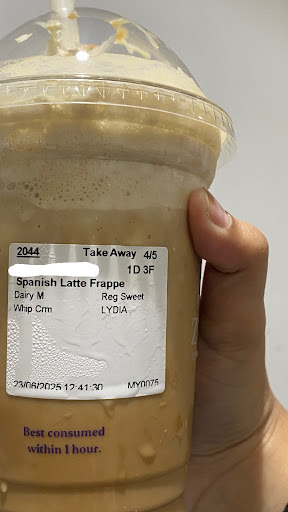 2044 Take Away 4/5
1D 3F
Spanish Latte Frappe
Dairy M Reg Sweet
Whip Crm LYDIA
23/06/2025 12:41:30 MY0075
Best consumed
within 1 hour.